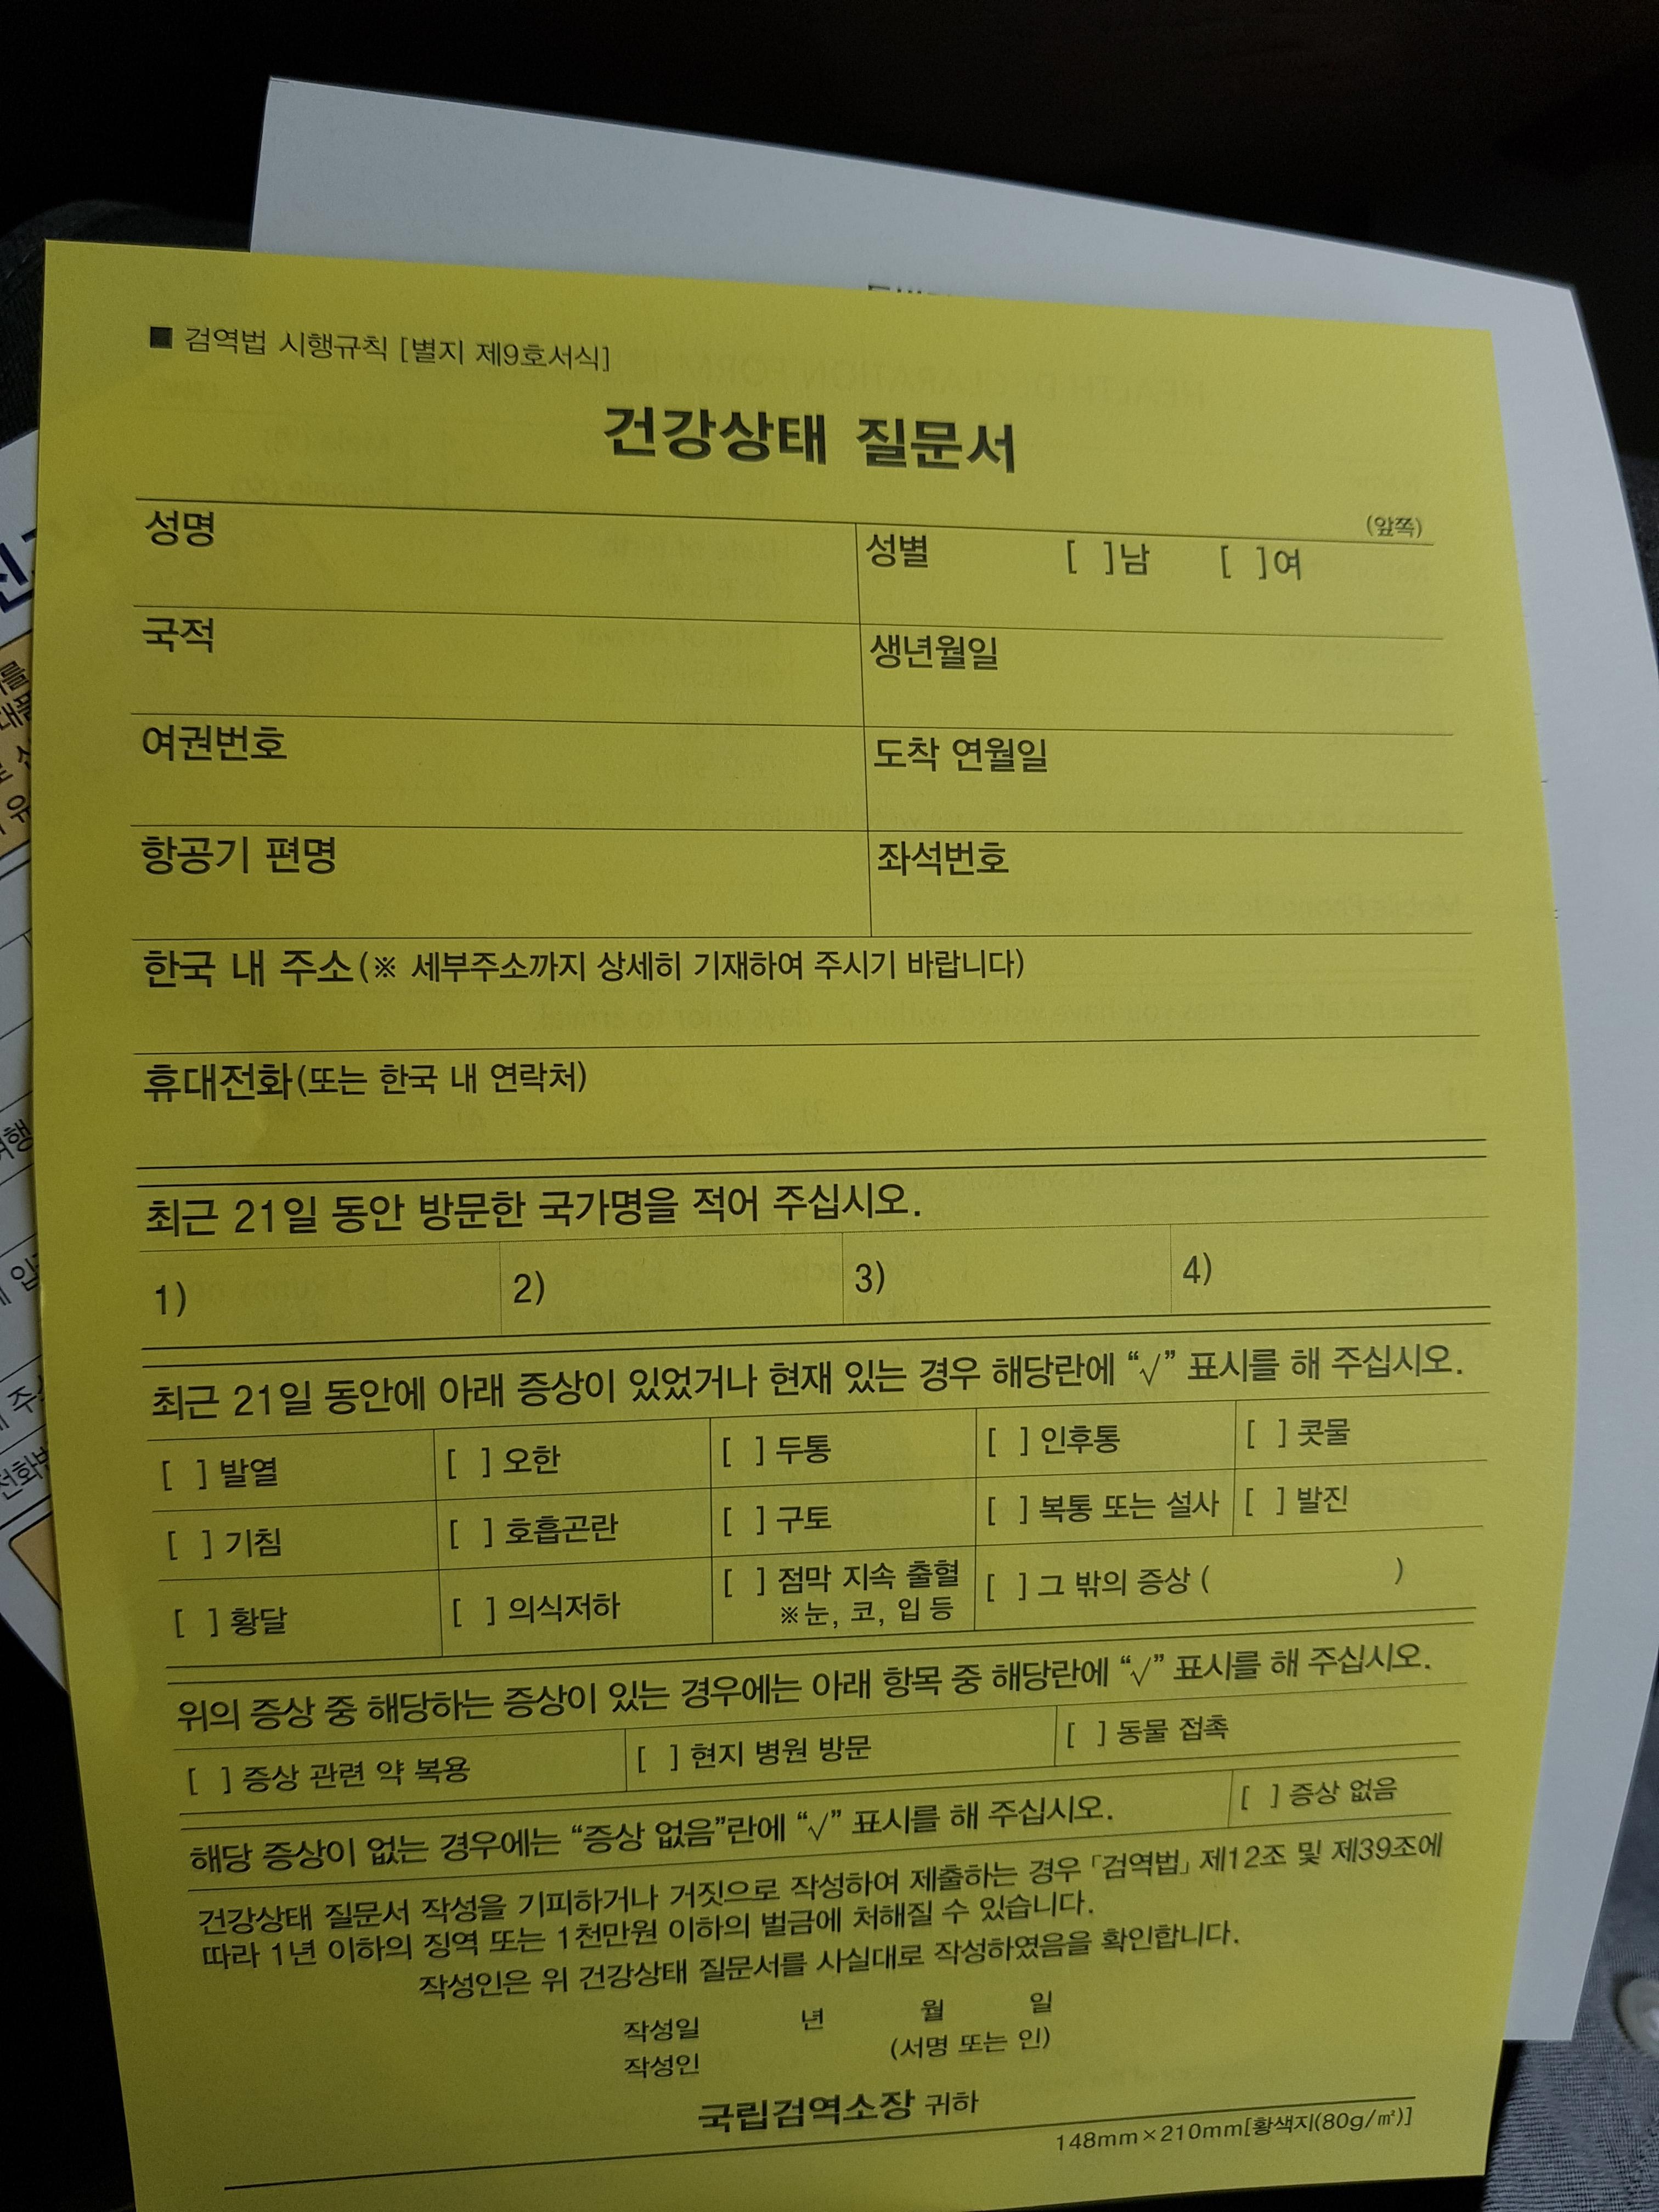 ■ 검역법 시행규칙 [별지 제9호서식]
건강상태 질문서
(앞쪽)
성명
성별 [ ]남 [ ]여
국적
생년월일
여권번호
도착 연월일
항공기 편명
좌석번호
한국 내 주소(※ 세부주소까지 상세히 기재하여 주시기 바랍니다)
휴대전화(또는 한국 내 연락처)
최근 21일 동안 방문한 국가명을 적어 주십시오.
1) 2) 3) 4)
최근 21일 동안에 아래 증상이 있었거나 현재 있는 경우 해당란에 “√” 표시를 해 주십시오.
[ ] 발열 [ ] 오한 [ ] 두통 [ ] 인후통 [ ] 콧물
[ ] 기침 [ ] 호흡곤란 [ ] 구토 [ ] 복통 또는 설사 [ ] 발진
[ ] 황달 [ ] 의식저하 [ ] 점막 지속 출혈 [ ] 그 밖의 증상 ( )
※눈, 코, 입 등
위의 증상 중 해당하는 증상이 있는 경우에는 아래 항목 중 해당란에 “√” 표시를 해 주십시오.
[ ] 증상 관련 약 복용 [ ] 현지 병원 방문 [ ] 동물 접촉
해당 증상이 없는 경우에는 “증상 없음”란에 “√” 표시를 해 주십시오. [ ] 증상 없음
건강상태 질문서 작성을 기피하거나 거짓으로 작성하여 제출하는 경우 「검역법」 제12조 및 제39조에
따라 1년 이하의 징역 또는 1천만원 이하의 벌금에 처해질 수 있습니다.
작성인은 위 건강상태 질문서를 사실대로 작성하였음을 확인합니다.
작성일 년 월 일
작성인 (서명 또는 인)
국립검역소장 귀하
148mm×210mm[황색지(80g/㎡)]